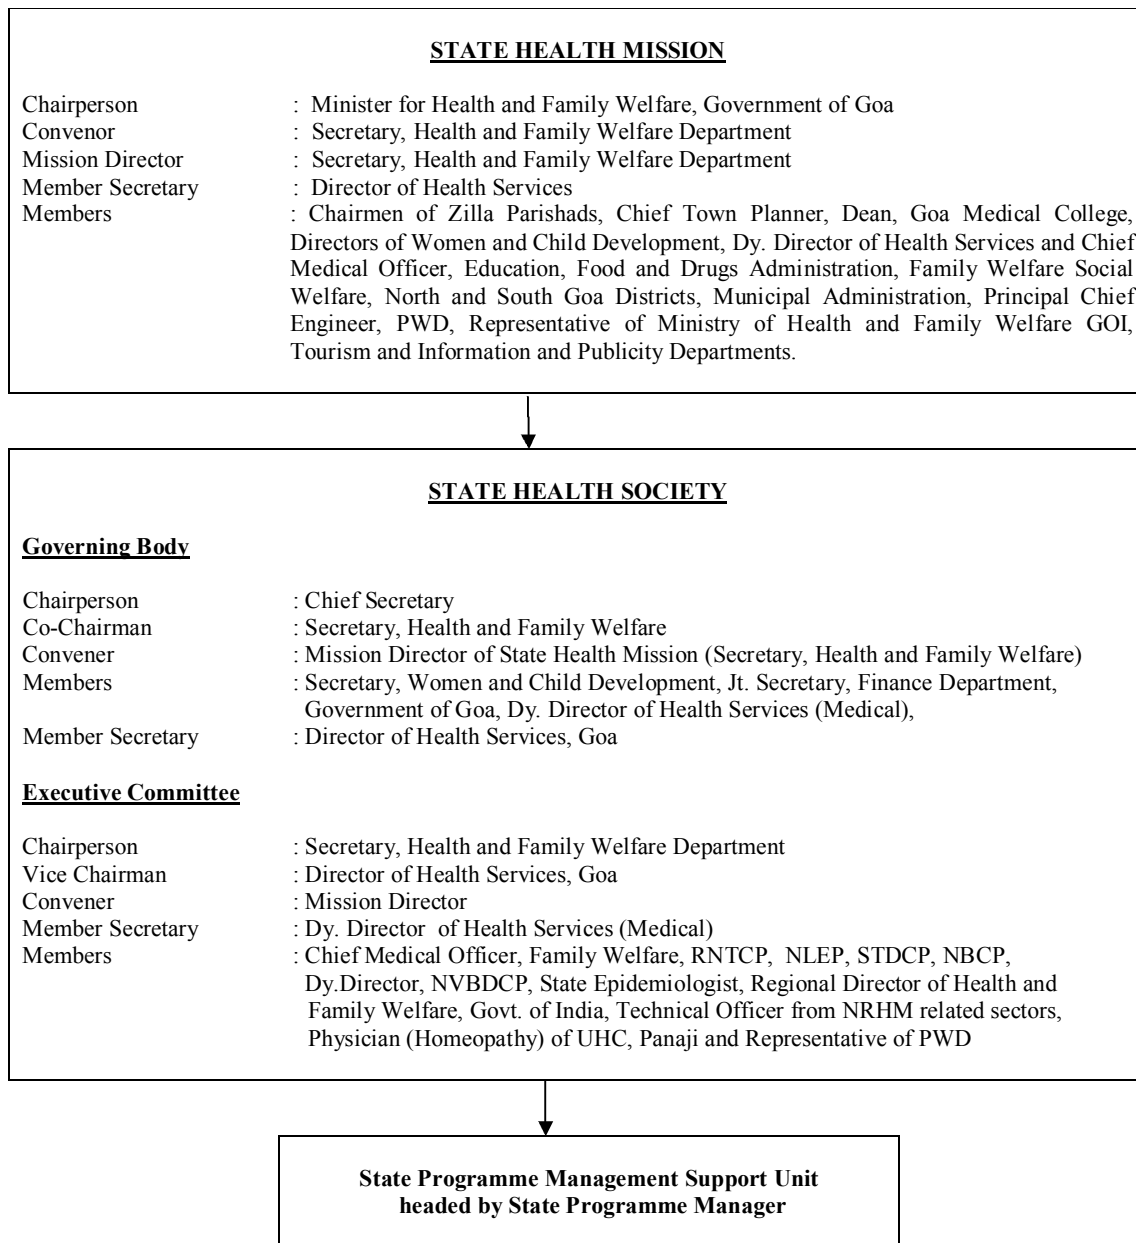 STATE HEALTH MISSION
Chairperson : Minister for Health and Family Welfare, Government of Goa
Convenor : Secretary, Health and Family Welfare Department
Mission Director : Secretary, Health and Family Welfare Department
Member Secretary : Director of Health Services
Members : Chairmen of Zilla Parishads, Chief Town Planner, Dean, Goa Medical College,
Directors of Women and Child Development, Dy. Director of Health Services and Chief
Medical Officer, Education, Food and Drugs Administration, Family Welfare Social
Welfare, North and South Goa Districts, Municipal Administration, Principal Chief
Engineer, PWD, Representative of Ministry of Health and Family Welfare GOI,
Tourism and Information and Publicity Departments.
STATE HEALTH SOCIETY
Governing Body
Chairperson : Chief Secretary
Co-Chairman : Secretary, Health and Family Welfare
Convener : Mission Director of State Health Mission (Secretary, Health and Family Welfare)
Members : Secretary, Women and Child Development, Jt. Secretary, Finance Department,
Government of Goa, Dy. Director of Health Services (Medical),
Member Secretary : Director of Health Services, Goa
Executive Committee
Chairperson : Secretary, Health and Family Welfare Department
Vice Chairman : Director of Health Services, Goa
Convener : Mission Director
Member Secretary : Dy. Director of Health Services (Medical)
Members : Chief Medical Officer, Family Welfare, RNTCP, NLEP, STDCP, NBCP,
Dy.Director, NVBDCP, State Epidemiologist, Regional Director of Health and
Family Welfare, Govt. of India, Technical Officer from NRHM related sectors,
Physician (Homeopathy) of UHC, Panaji and Representative of PWD
State Programme Management Support Unit
headed by State Programme Manager